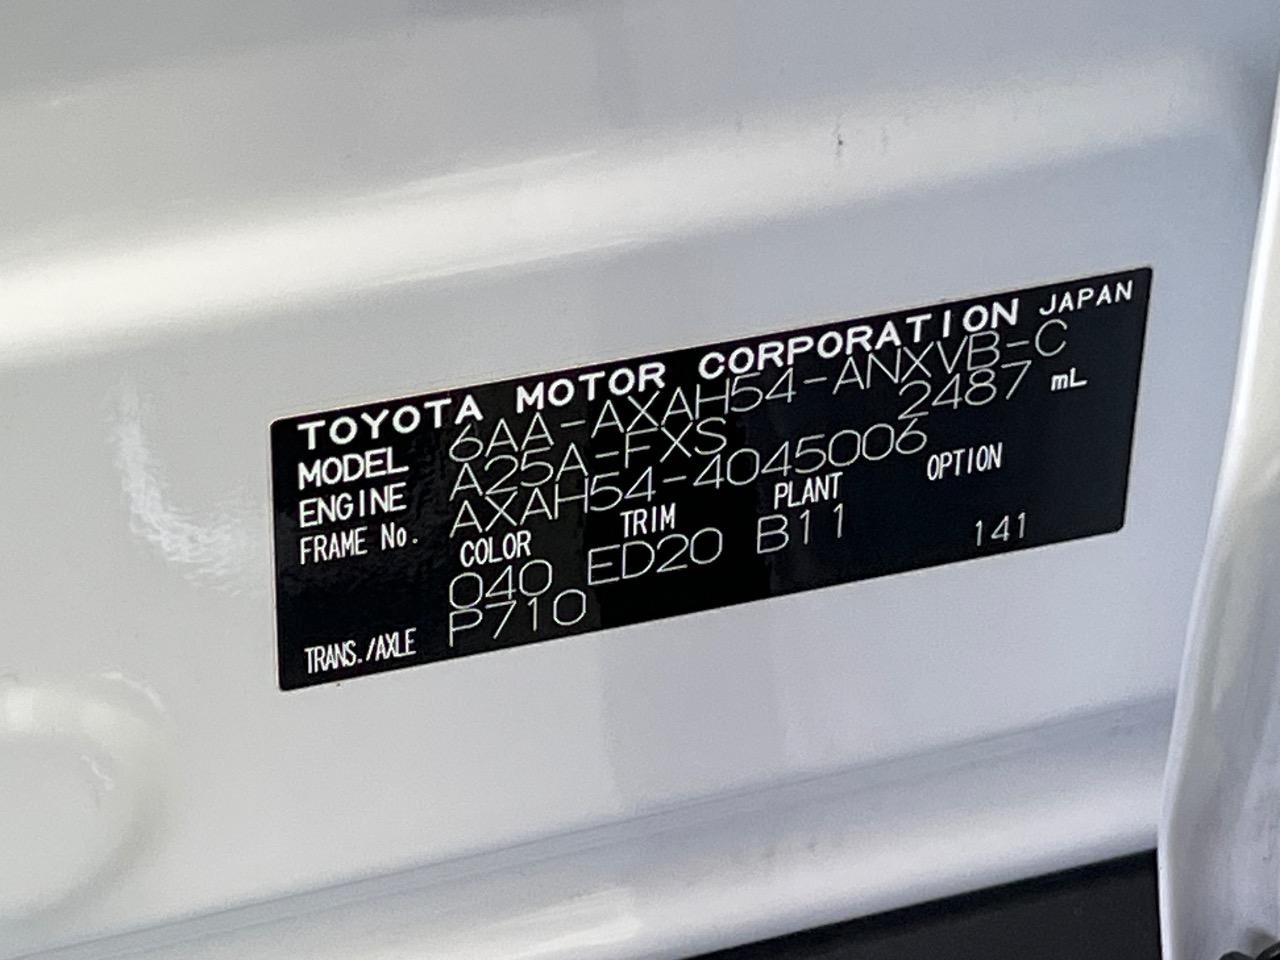 TOYOTA MOTOR CORPORATION JAPAN
MODEL 6AA-AXAH54-ANXVB-C
ENGINE A25A-FXS 2487 mL
FRAME No. AXAH54-4045006
COLOR TRIM PLANT OPTION
040 ED20 B11 141
TRANS./AXLE P710